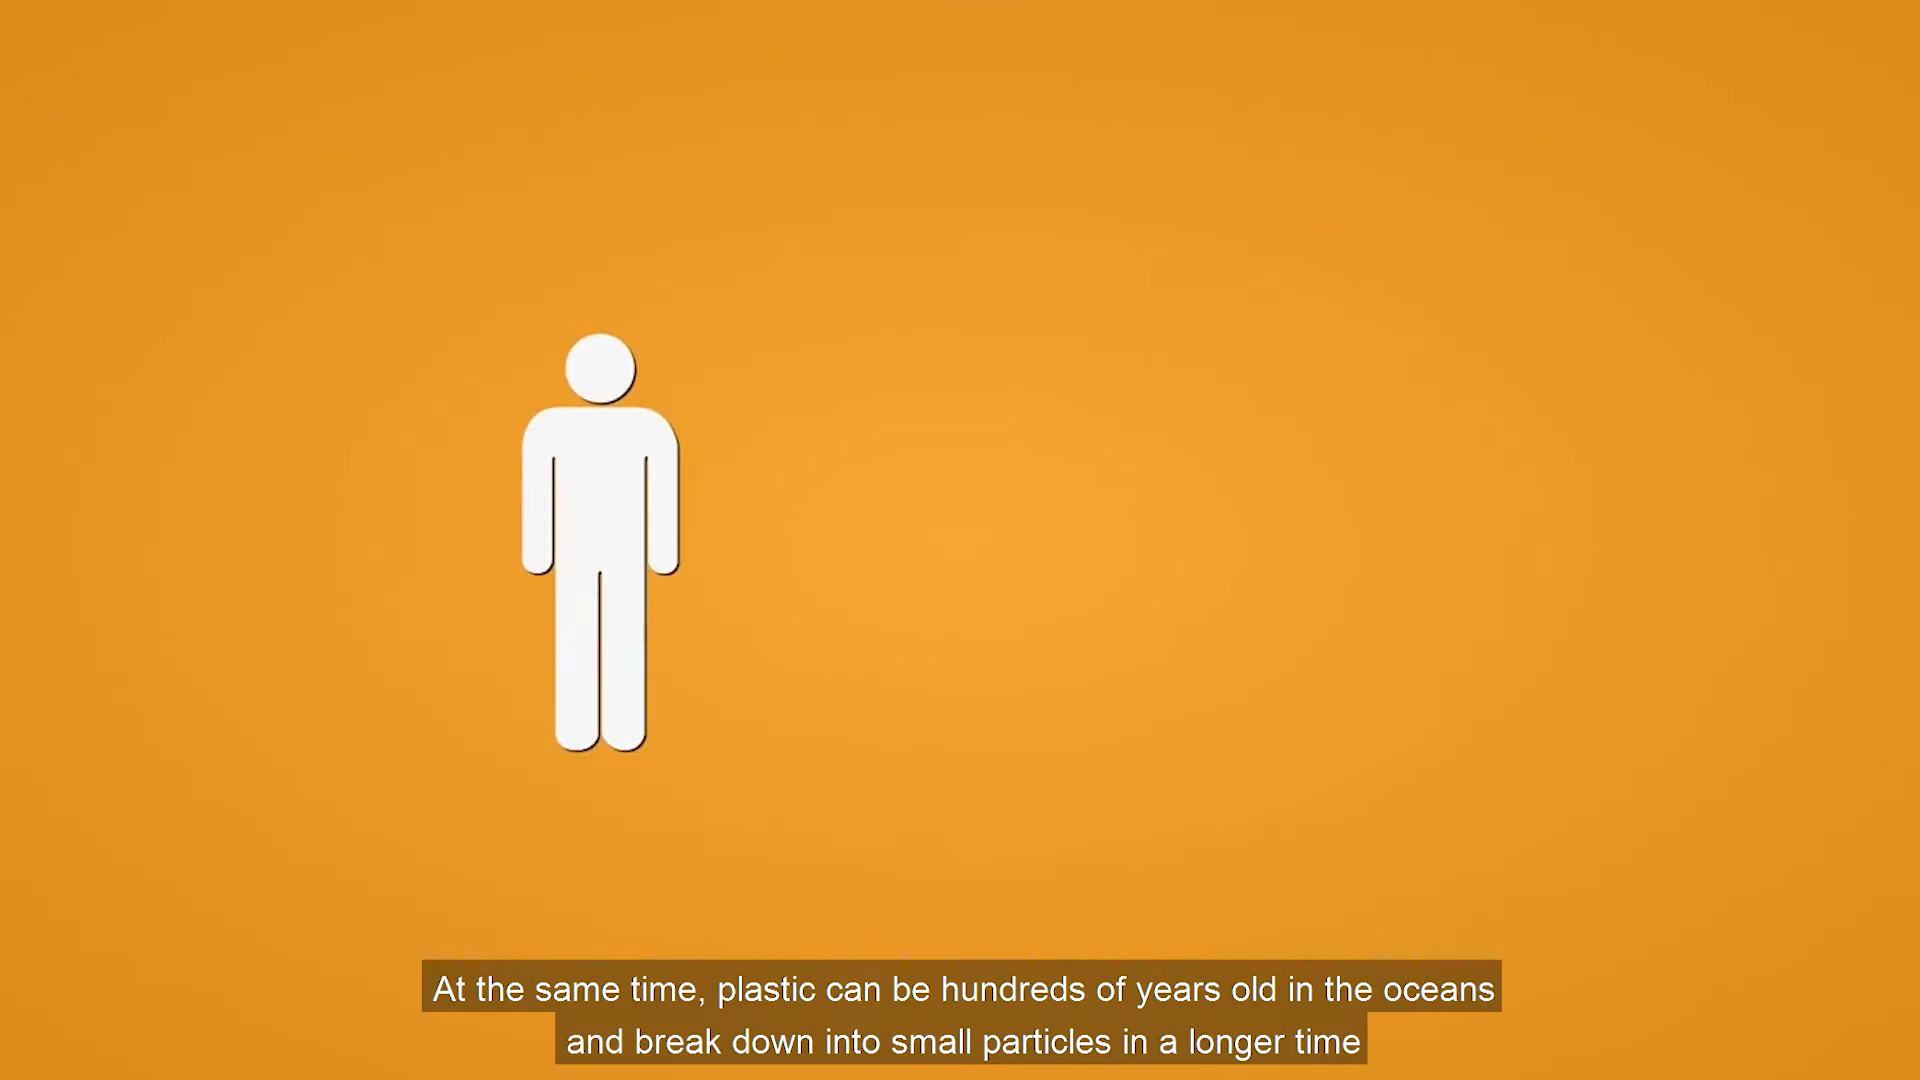 At the same time, plastic can be hundreds of years old in the oceans
and break down into small particles in a longer time